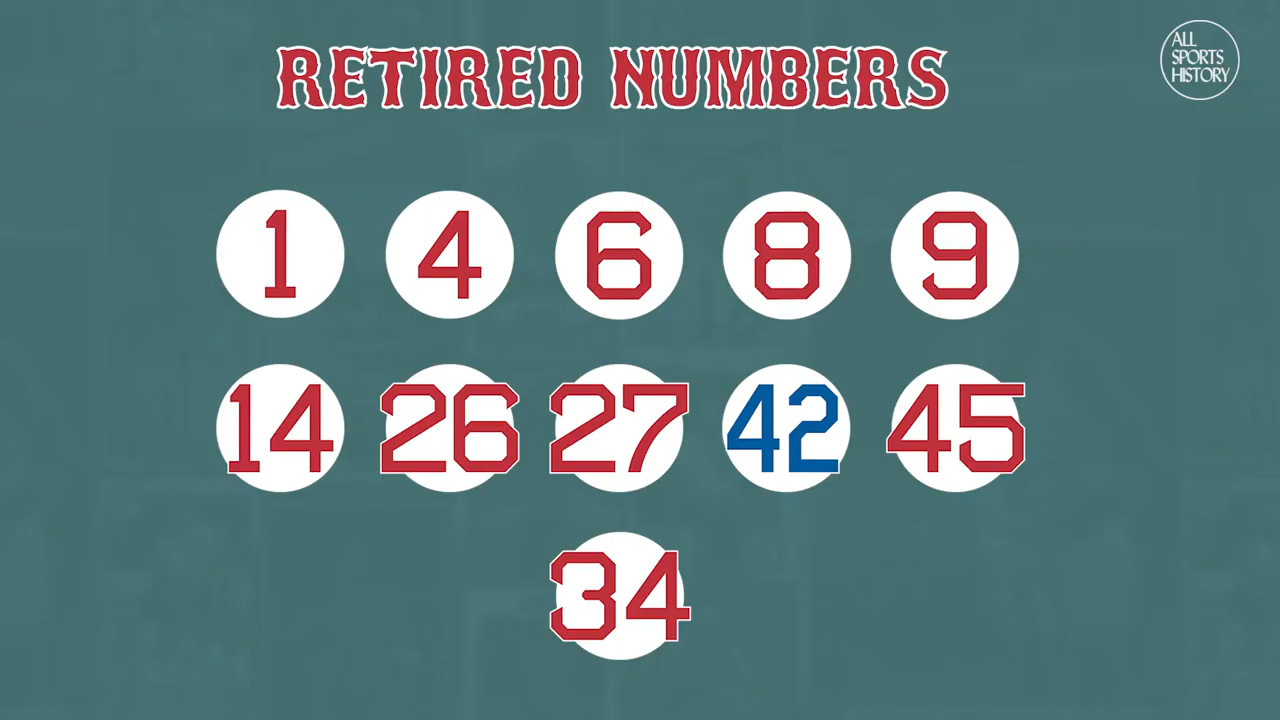 RETIRED NUMBERS
ALL
SPORTS
HISTORY
1 4 6 8 9
14 26 27 42 45
34